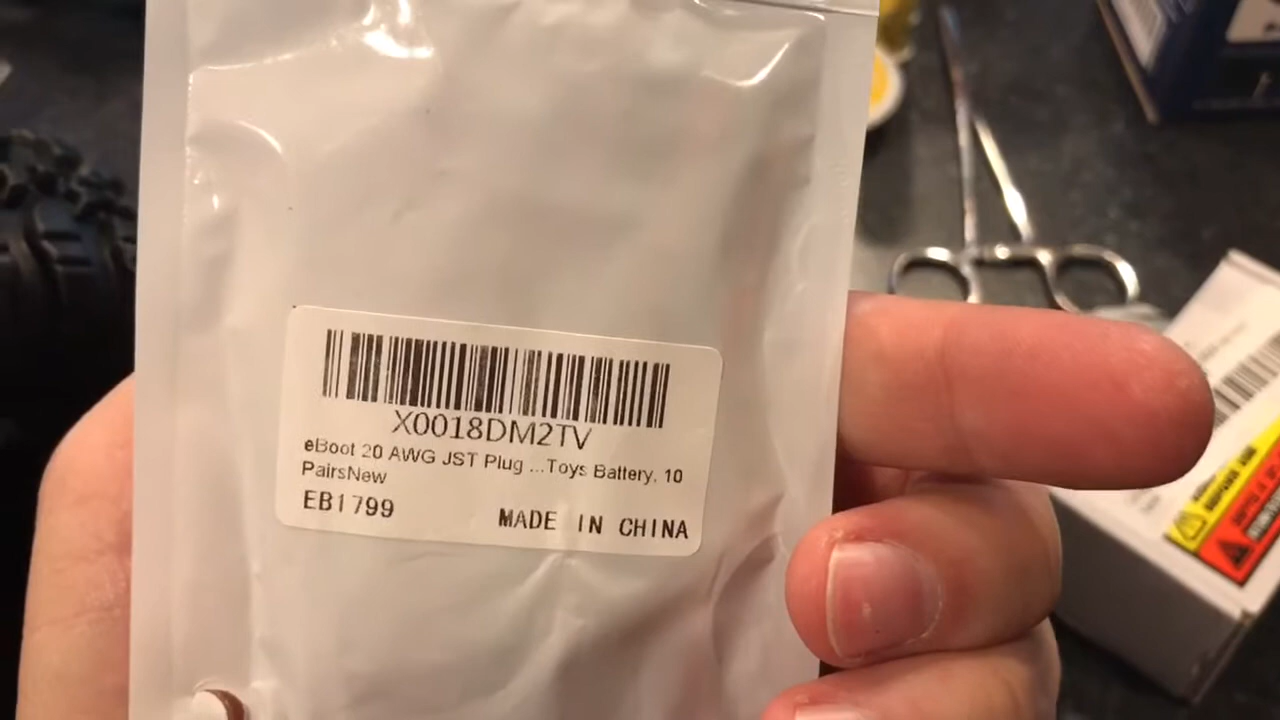 X0018DM2TV
eBoot 20 AWG JST Plug ...Toys Battery, 10
PairsNew
EB1799
MADE IN CHINA